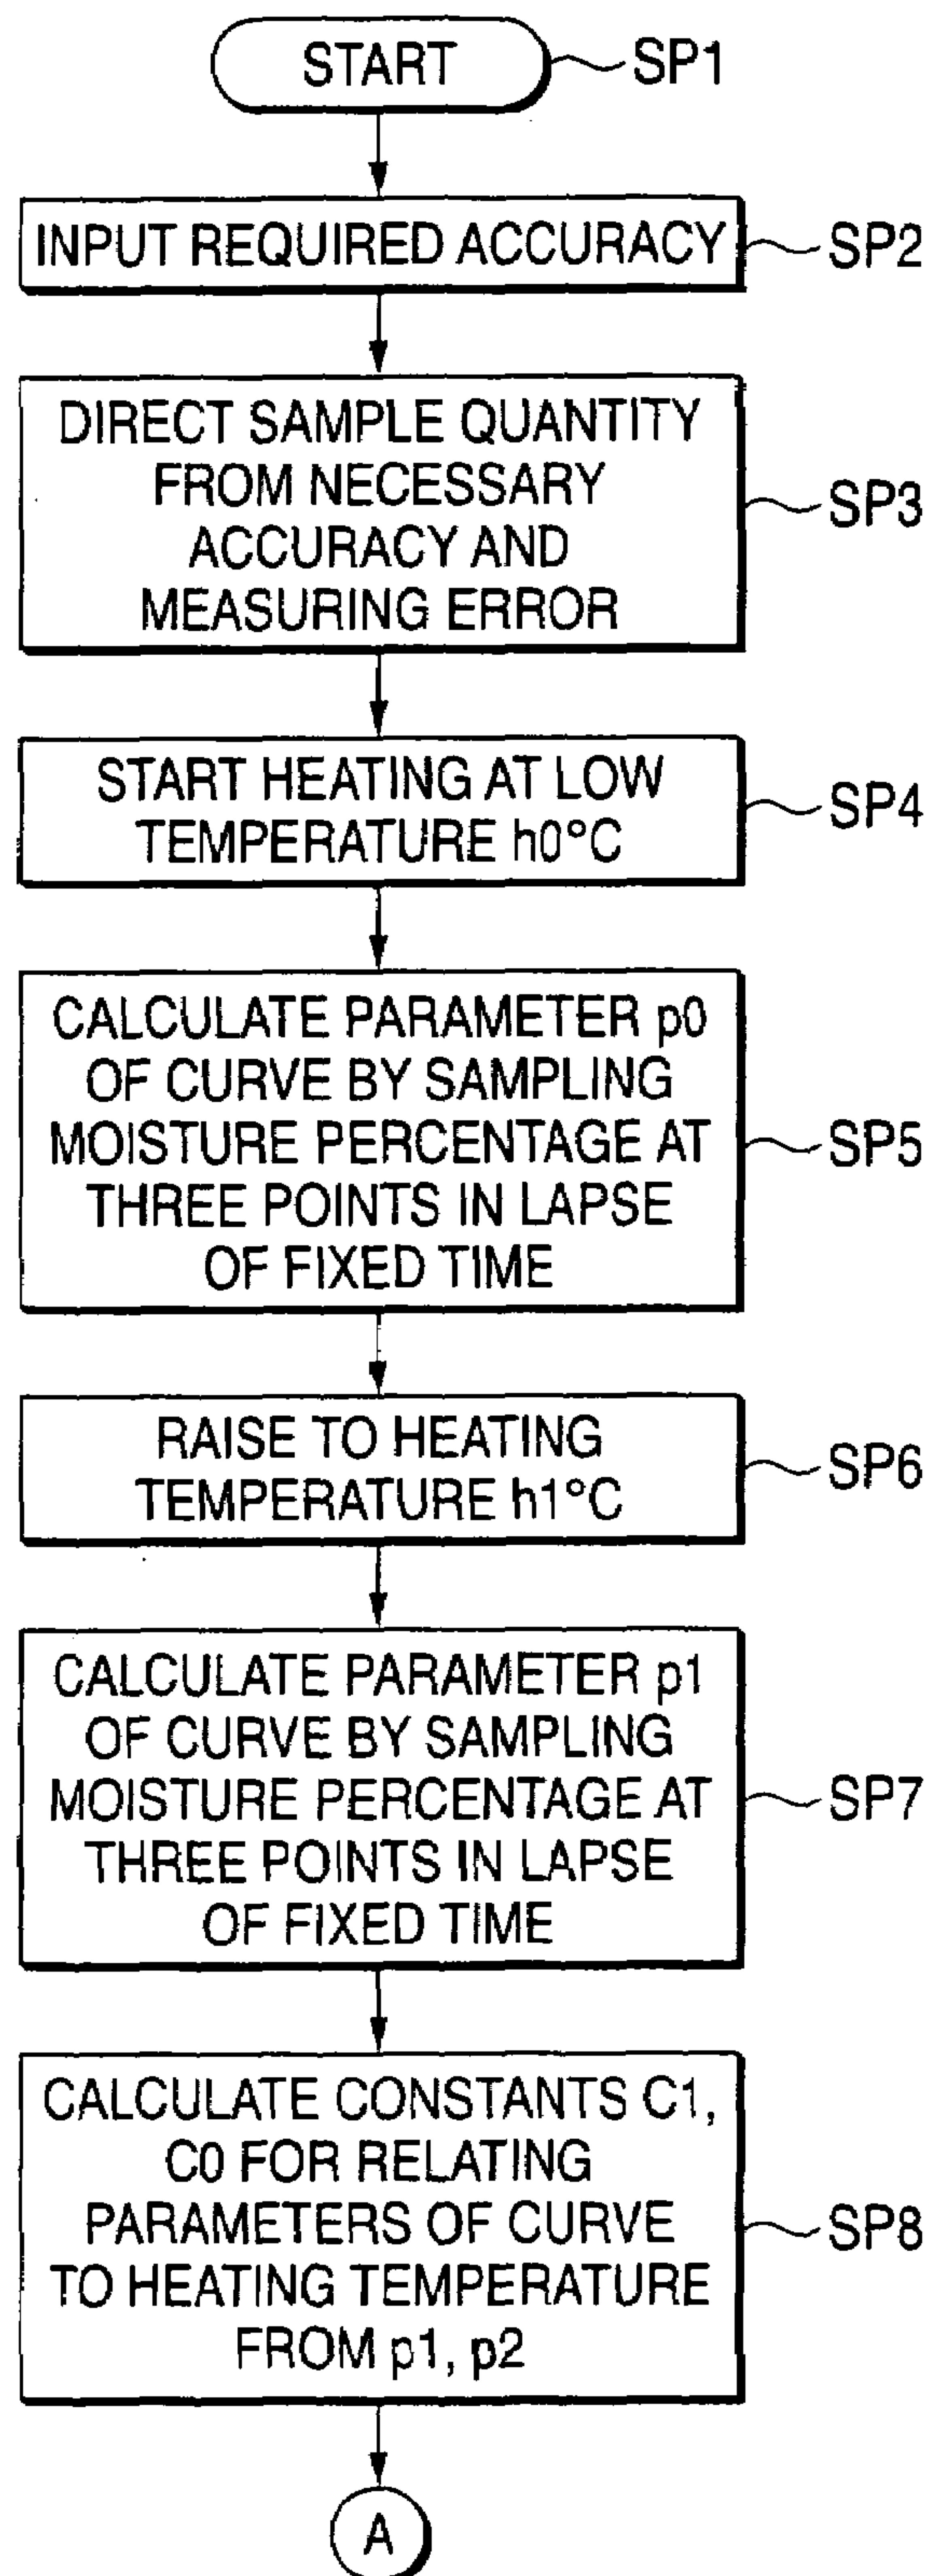 START
SP1
INPUT REQUIRED ACCURACY
SP2
DIRECT SAMPLE QUANTITY
FROM NECESSARY
ACCURACY AND
MEASURING ERROR
SP3
START HEATING AT LOW
TEMPERATURE h0°C
SP4
CALCULATE PARAMETER p0
OF CURVE BY SAMPLING
MOISTURE PERCENTAGE AT
THREE POINTS IN LAPSE
OF FIXED TIME
SP5
RAISE TO HEATING
TEMPERATURE h1°C
SP6
CALCULATE PARAMETER p1
OF CURVE BY SAMPLING
MOISTURE PERCENTAGE AT
THREE POINTS IN LAPSE
OF FIXED TIME
SP7
CALCULATE CONSTANTS C1,
C0 FOR RELATING
PARAMETERS OF CURVE
TO HEATING TEMPERATURE
FROM p1, p2
SP8
A